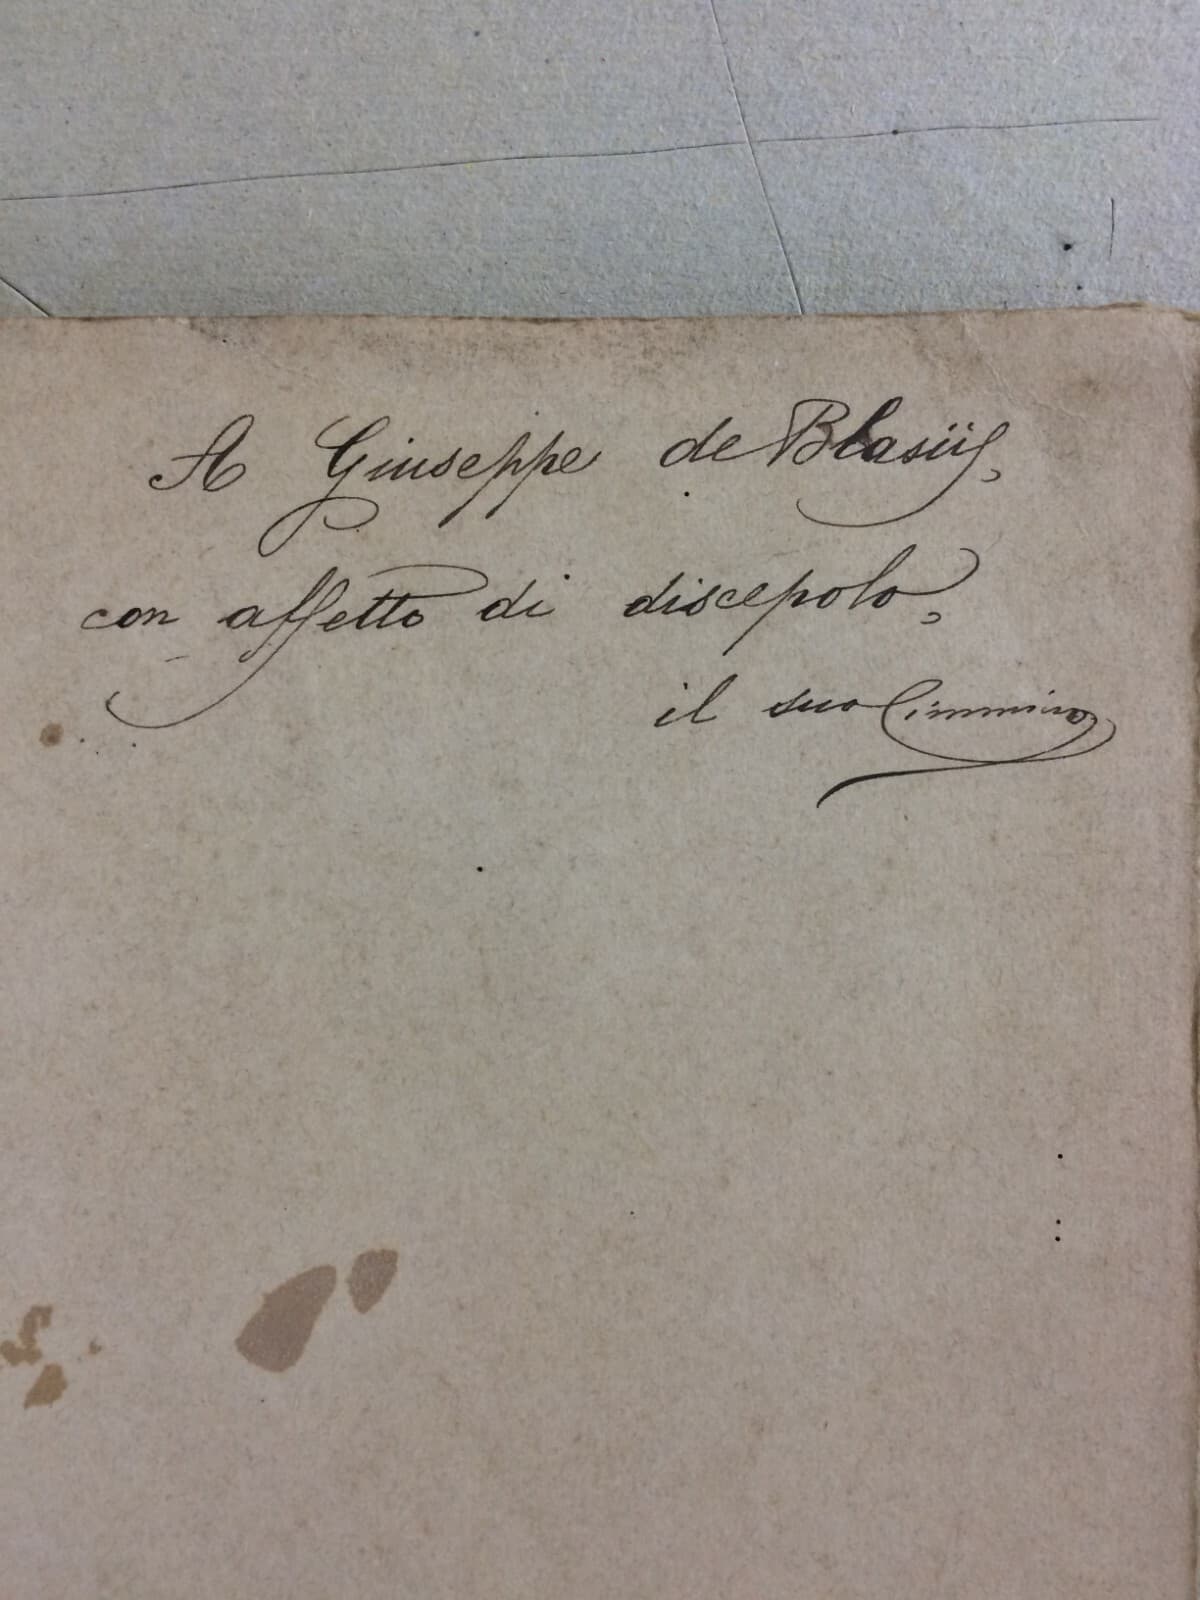 A Giuseppe de Blasiis,
con affetto di discepolo,
il suo Cimmino